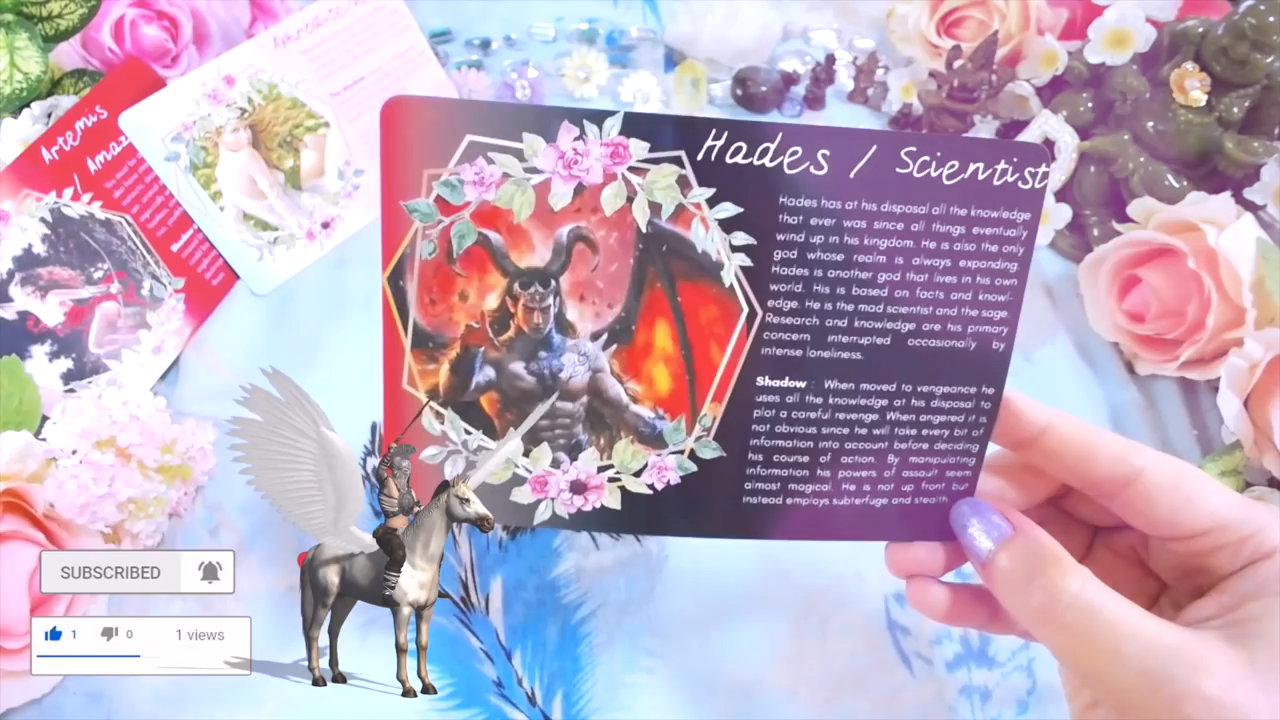 Artemis
/ Amaz
Aphrodite
Hades / Scientist
Hades has at his disposal all the knowledge
that ever was since all things eventually
wind up in his kingdom. He is also the only
god whose realm is always expanding.
Hades is another god that lives in his own
world. His is based on facts and knowl-
edge. He is the mad scientist and the sage.
Research and knowledge are his primary
concern interrupted occasionally by
intense loneliness.
Shadow : When moved to vengeance he
uses all the knowledge at his disposal to
plot a careful revenge. When angered it is
not obvious since he will take every bit of
information into account before deciding
his course of action. By manipulating
information his powers of assault seem
almost magical. He is not up front but
instead employs subterfuge and stealth.
SUBSCRIBED
1 0 1 views